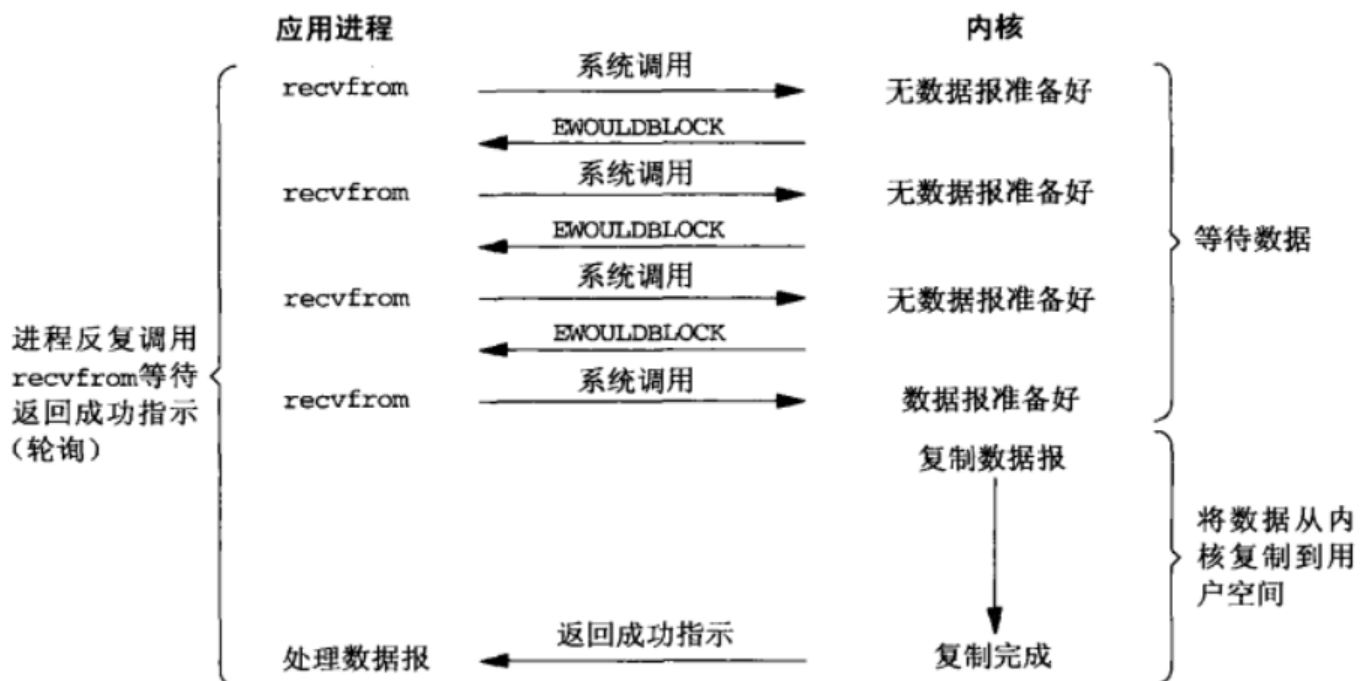 应用进程
内核
系统调用
recvfrom
无数据报准备好
EWOULDBLOCK
系统调用
recvfrom
无数据报准备好
EWOULDBLOCK
等待数据
系统调用
recvfrom
无数据报准备好
EWOULDBLOCK
进程反复调用
recvfrom等待
返回成功指示
（轮询）
系统调用
recvfrom
数据报准备好
复制数据报
将数据从内
核复制到用
户空间
返回成功指示
处理数据报
复制完成